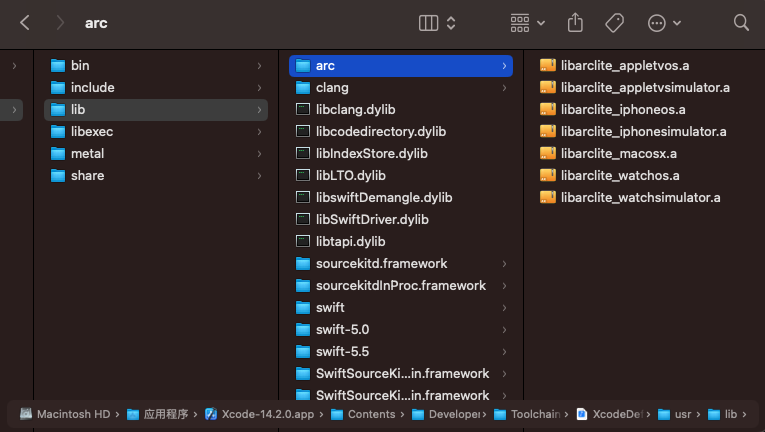 arc
bin
include
lib
libexec
metal
share
arc
clang
libclang.dylib
libcodedirectory.dylib
libIndexStore.dylib
libLTO.dylib
libswiftDemangle.dylib
libSwiftDriver.dylib
libtapi.dylib
sourcekitd.framework
sourcekitdInProc.framework
swift
swift-5.0
swift-5.5
SwiftSourceKi...in.framework
SwiftSourceKi...in.framework
libarclite_appletvos.a
libarclite_appletvsimulator.a
libarclite_iphoneos.a
libarclite_iphonesimulator.a
libarclite_macosx.a
libarclite_watchos.a
libarclite_watchsimulator.a
Macintosh HD › 应用程序 › Xcode-14.2.0.app › Contents › Developer › Toolchain › XcodeDef › usr › lib ›